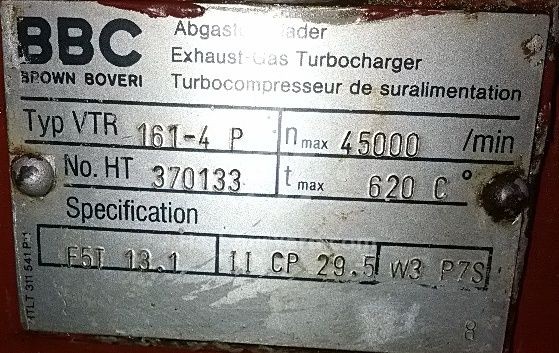 BBC
BROWN BOVERI
Exhaust-Gas Turbocharger
Turbocompresseur de suralimentation
Typ VTR 161-4 P n max 45000 /min
No. HT 370133 t max 620 C°
Specification
F5T 13.1 II CP 29.5 W3 P7S
8